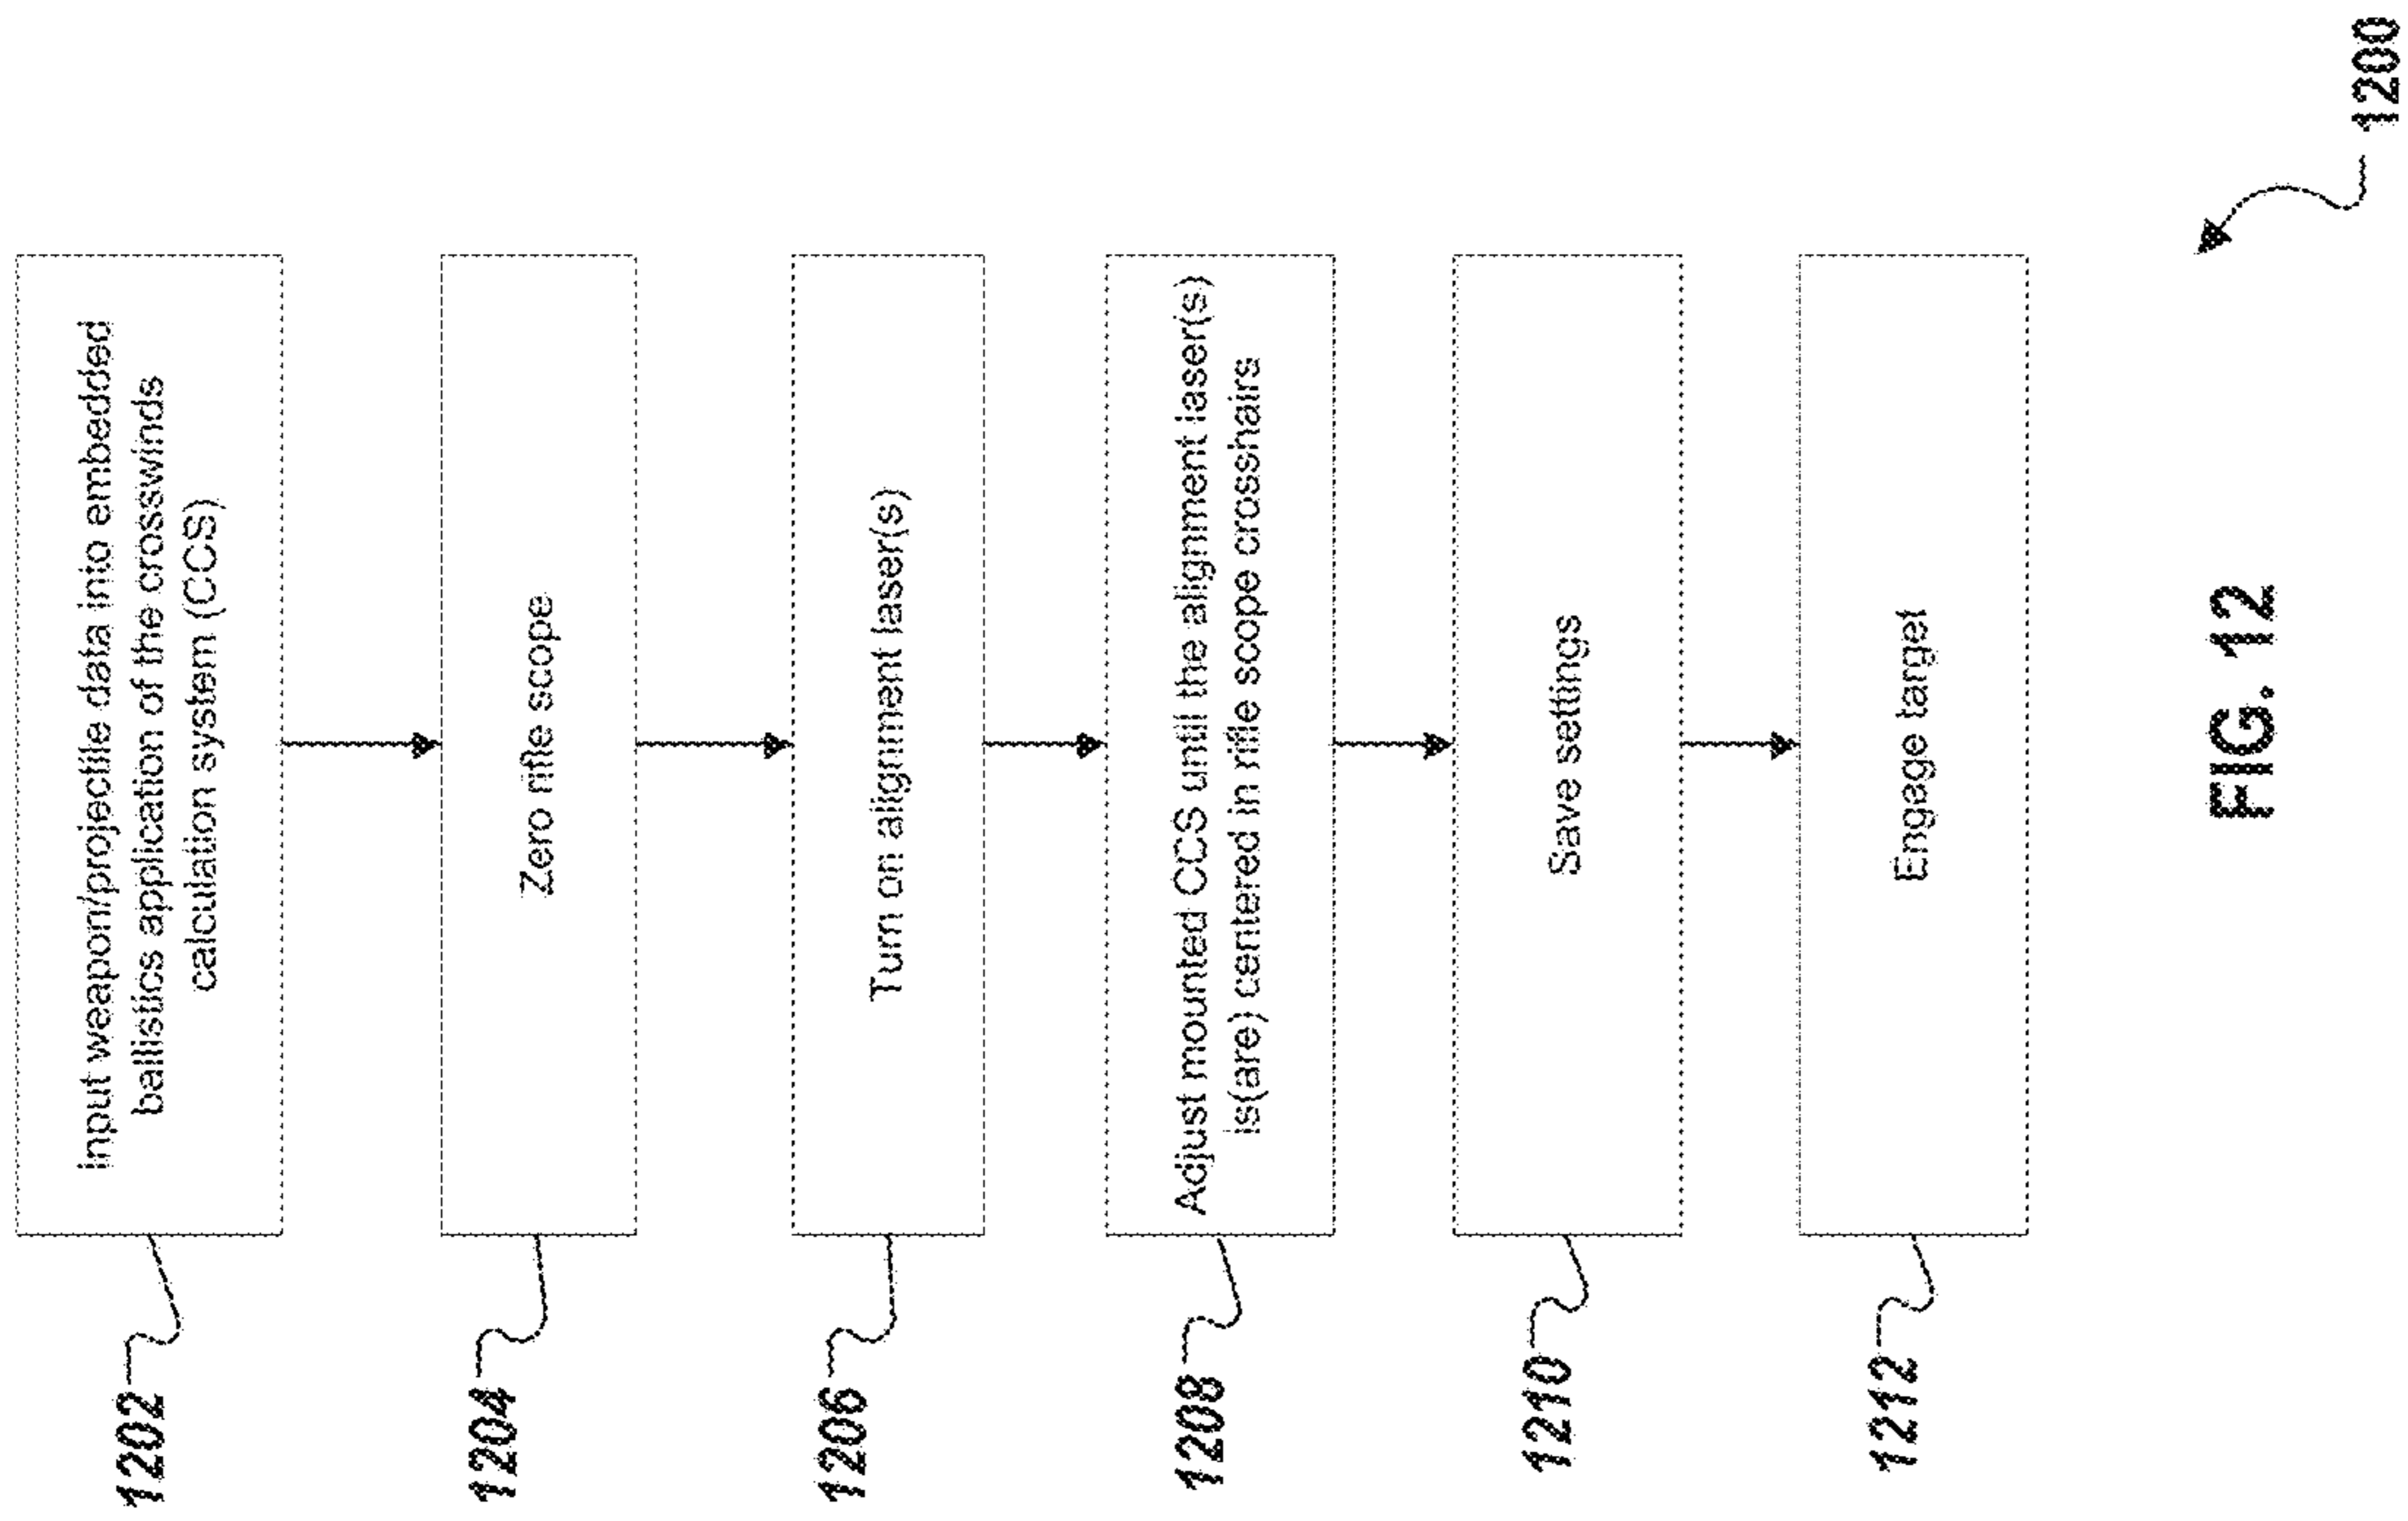 1202
Input weapon/projectile data into embedded
ballistics application of the crosswinds
calculation system (CCS)
1204
Zero rifle scope
1206
Turn on alignment laser(s)
1208
Adjust mounted CCS until the alignment laser(s)
is(are) centered in rifle scope crosshairs
1210
Save settings
1212
Engage target
FIG. 12
1200